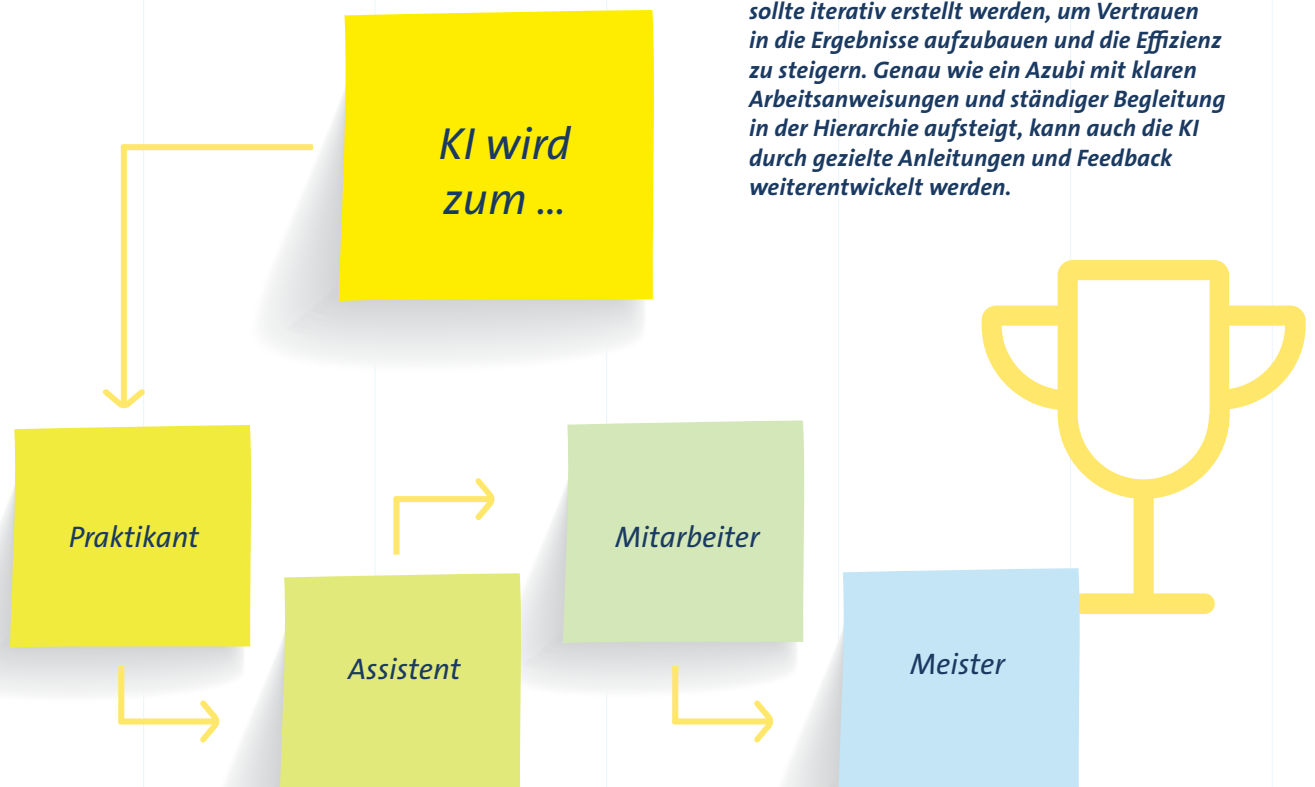 sollte iterativ erstellt werden, um Vertrauen
in die Ergebnisse aufzubauen und die Effizienz
zu steigern. Genau wie ein Azubi mit klaren
Arbeitsanweisungen und ständiger Begleitung
in der Hierarchie aufsteigt, kann auch die KI
durch gezielte Anleitungen und Feedback
weiterentwickelt werden.
KI wird
zum ...
Praktikant
Assistent
Mitarbeiter
Meister